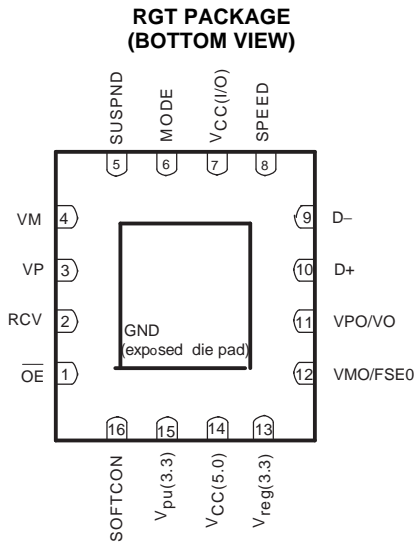 RGT PACKAGE
(BOTTOM VIEW)
SUSPND
MODE
VCC(I/O)
SPEED
5
6
7
8
VM 4
9 D–
VP 3
10 D+
RCV 2
11 VPO/VO
GND
(exposed die pad)
OE 1
12 VMO/FSE0
16
15
14
13
SOFTCON
Vpu(3.3)
VCC(5.0)
Vreg(3.3)